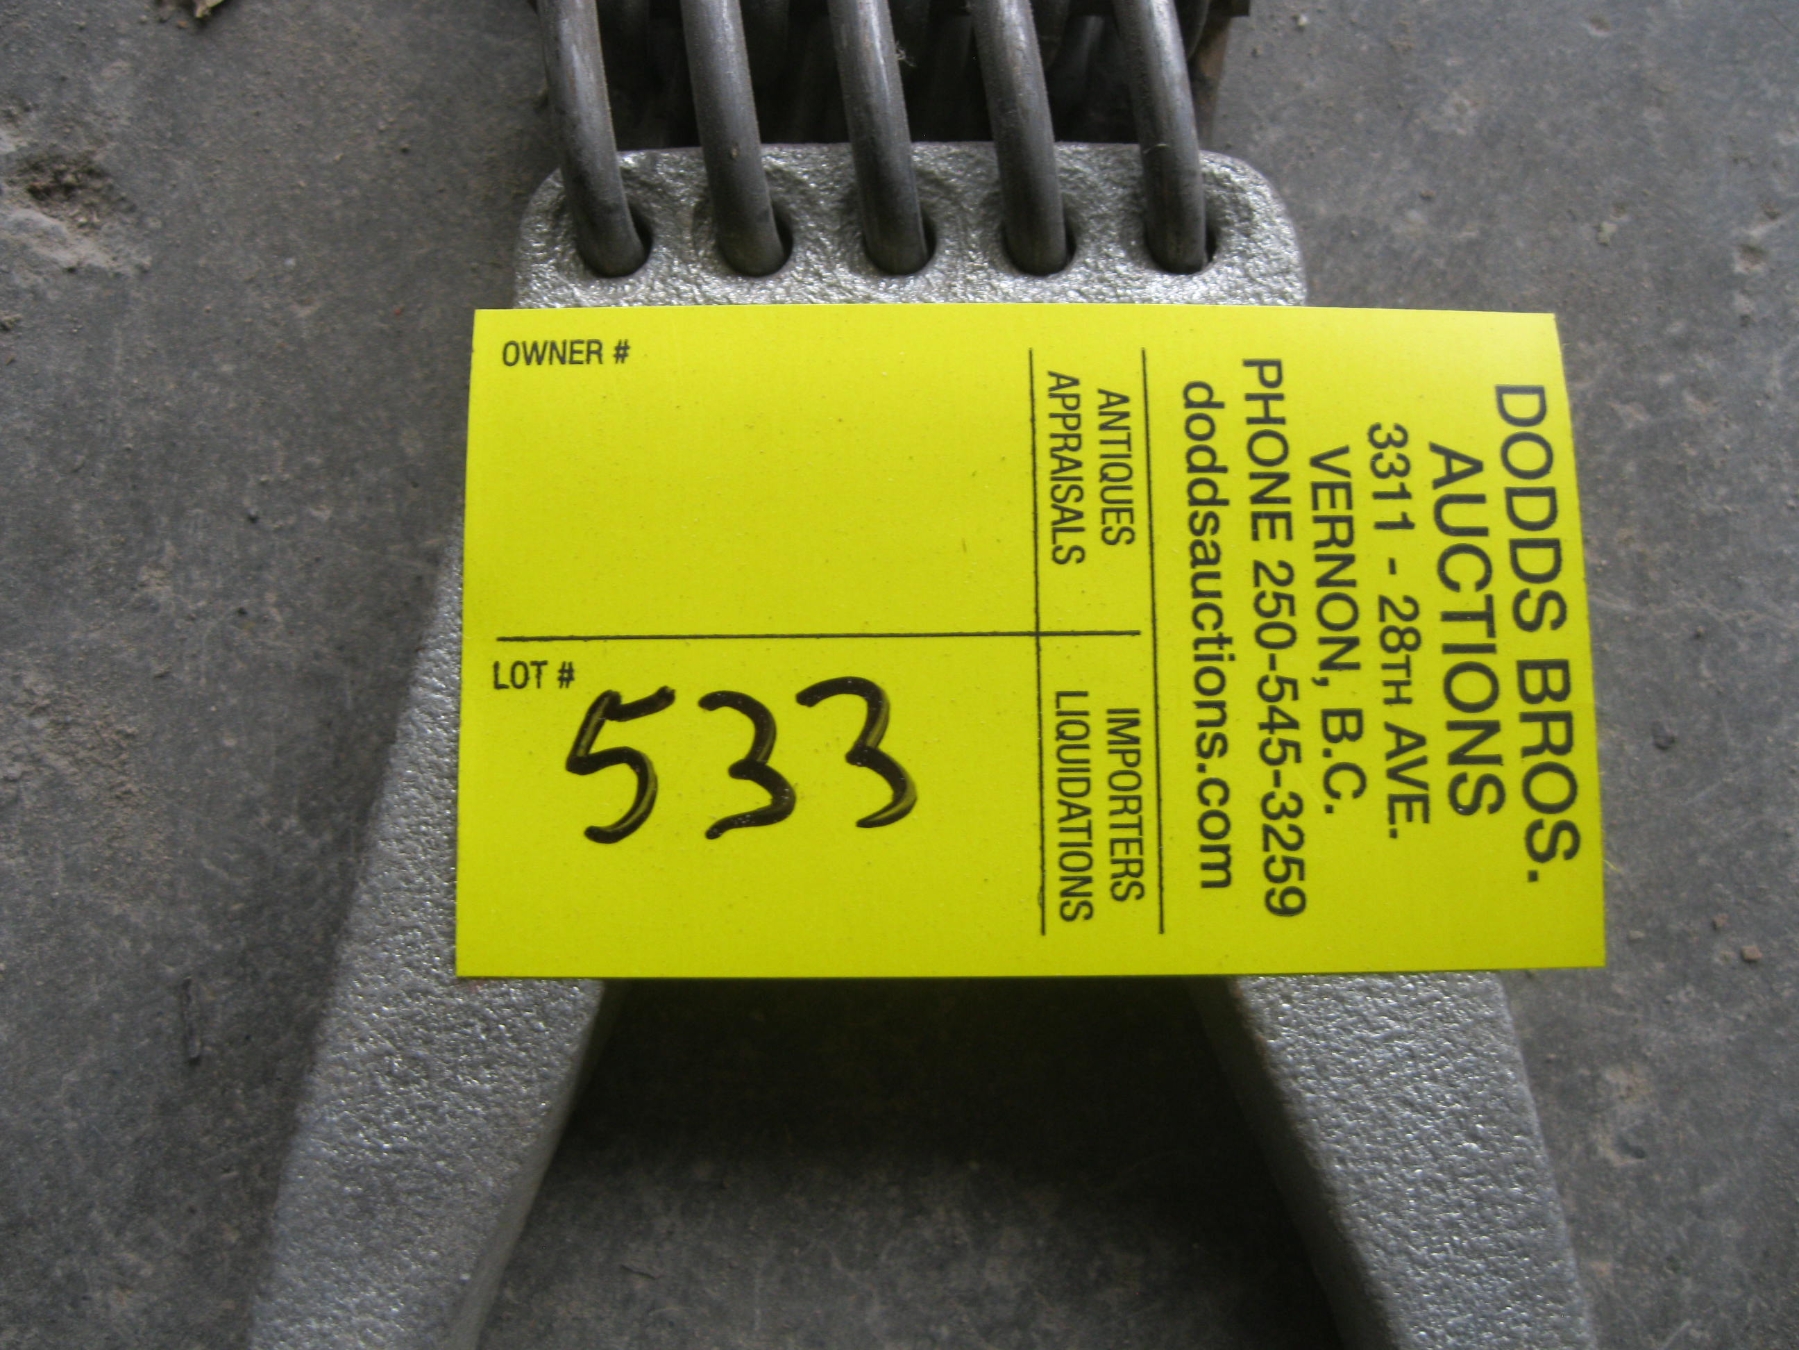 DODDS BROS.
AUCTIONS
3311 - 28TH AVE.
VERNON, B.C.
PHONE 250-545-3259
doddsauctions.com
ANTIQUES
APPRAISALS
IMPORTERS
LIQUIDATIONS
OWNER #
LOT #
533